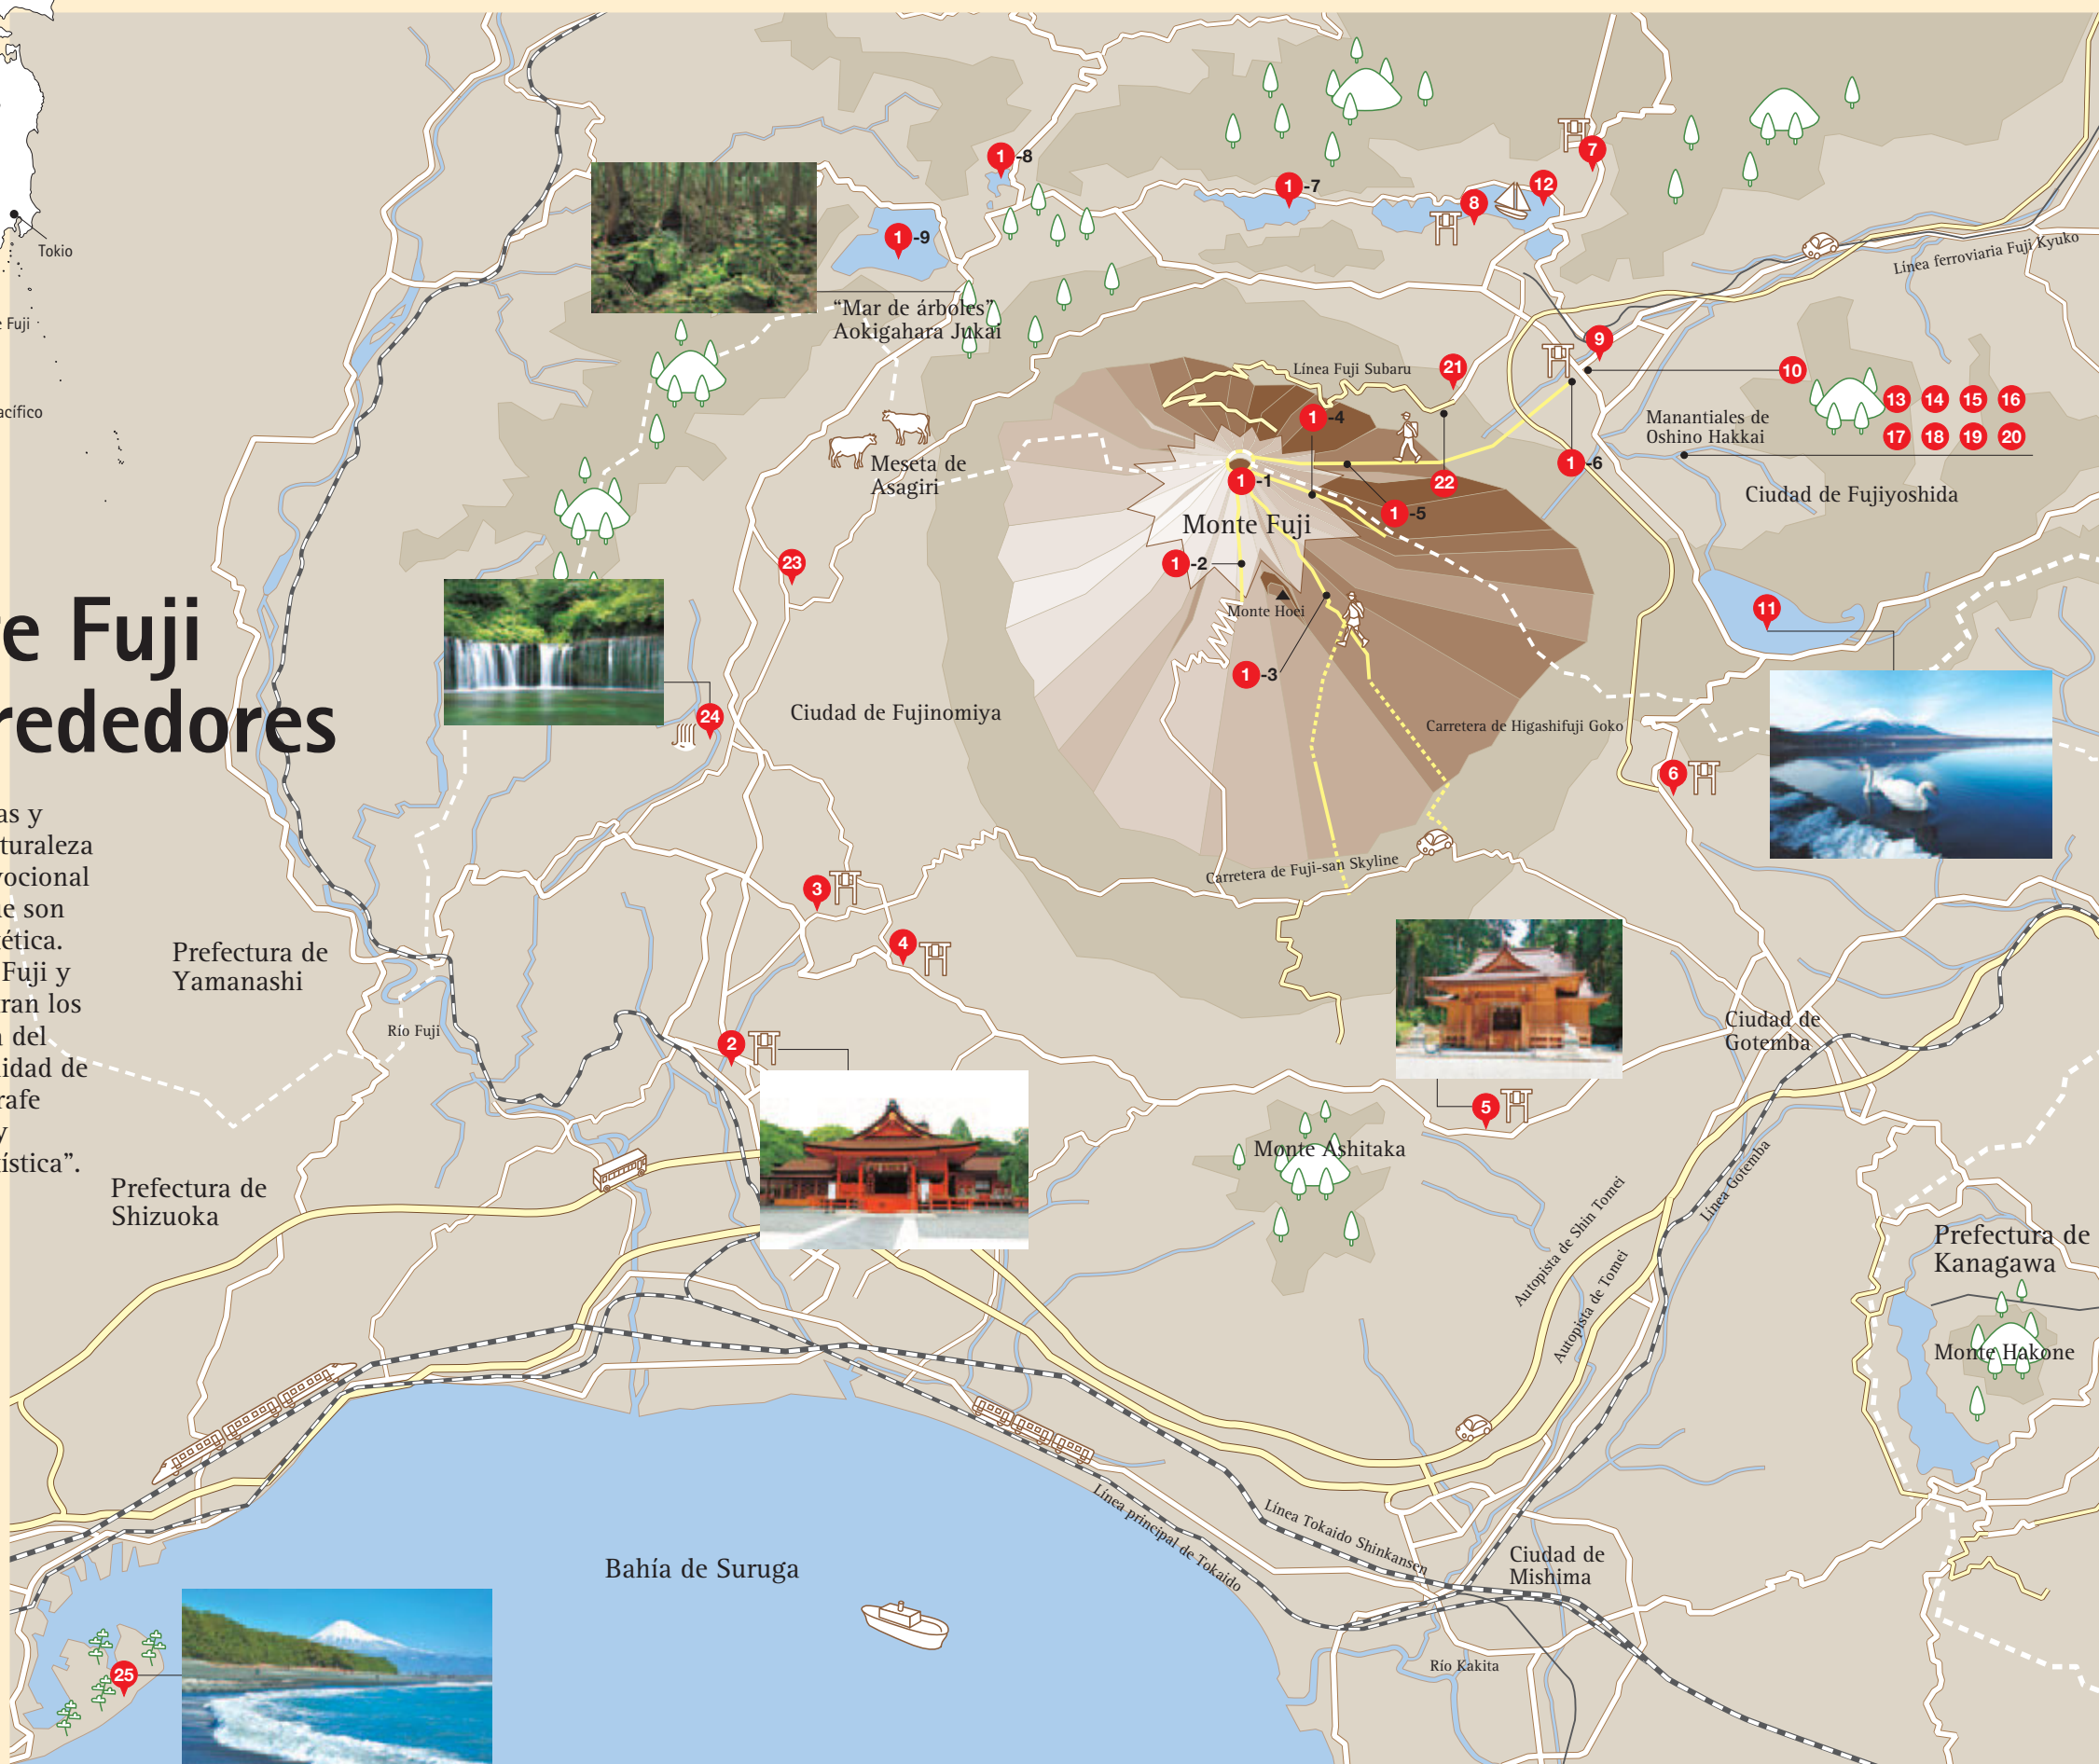 Tokio
Fuji
acífico
e Fuji
rededores
as y
turaleza
vocional
ue son
ética.
Fuji y
ran los
n del
idad de
rafe
y
ística”.
1-8
1-7
7
8
12
1-9
“Mar de árboles”
Aokigahara Jukai
Línea ferroviaria Fuji Kyuko
Línea Fuji Subaru
21
9
10
1-4
13 14 15 16
17 18 19 20
Manantiales de
Oshino Hakkai
Meseta de
Asagiri
1-1
22
1-6
1-5
Ciudad de Fujiyoshida
Monte Fuji
23
1-2
Monte Hoei
11
1-3
24
Ciudad de Fujinomiya
Carretera de Higashifuji Goko
6
Carretera de Fuji-san Skyline
3
4
Prefectura de
Yamanashi
Río Fuji
2
Ciudad de
Gotemba
5
Monte Ashitaka
Prefectura de
Shizuoka
Autopista de Shin Tomei
Autopista de Tomei
Línea Gotemba
Prefectura de
Kanagawa
Monte Hakone
Línea principal de Tokaido
Línea Tokaido Shinkansen
Bahía de Suruga
Ciudad de
Mishima
Río Kakita
25